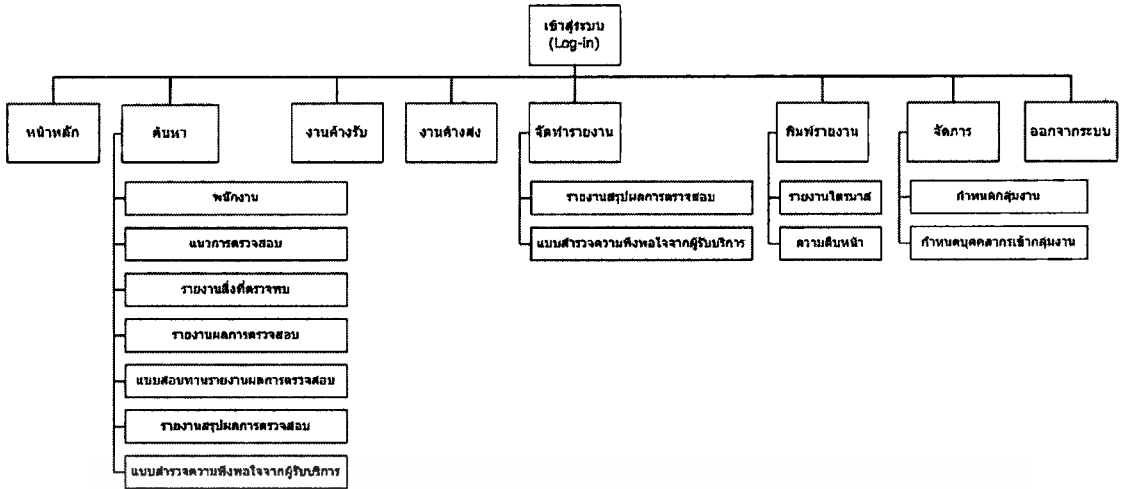 เข้าสู่ระบบ
(Log-in)
หน้าหลัก
ค้นหา
งานค้างรับ
งานค้างส่ง
จัดทำรายงาน
พิมพ์รายงาน
จัดการ
ออกจากระบบ
พนักงาน
แนวการตรวจสอบ
รายงานสิ่งที่ตรวจพบ
รายงานผลการตรวจสอบ
แบบสอบทานรายงานผลการตรวจสอบ
รายงานสรุปผลการตรวจสอบ
แบบสำรวจความพึงพอใจจากผู้รับบริการ
รายงานสรุปผลการตรวจสอบ
แบบสำรวจความพึงพอใจจากผู้รับบริการ
รายงานไตรมาส
ความคืบหน้า
กำหนดกลุ่มงาน
กำหนดบุคคลากรเข้ากลุ่มงาน